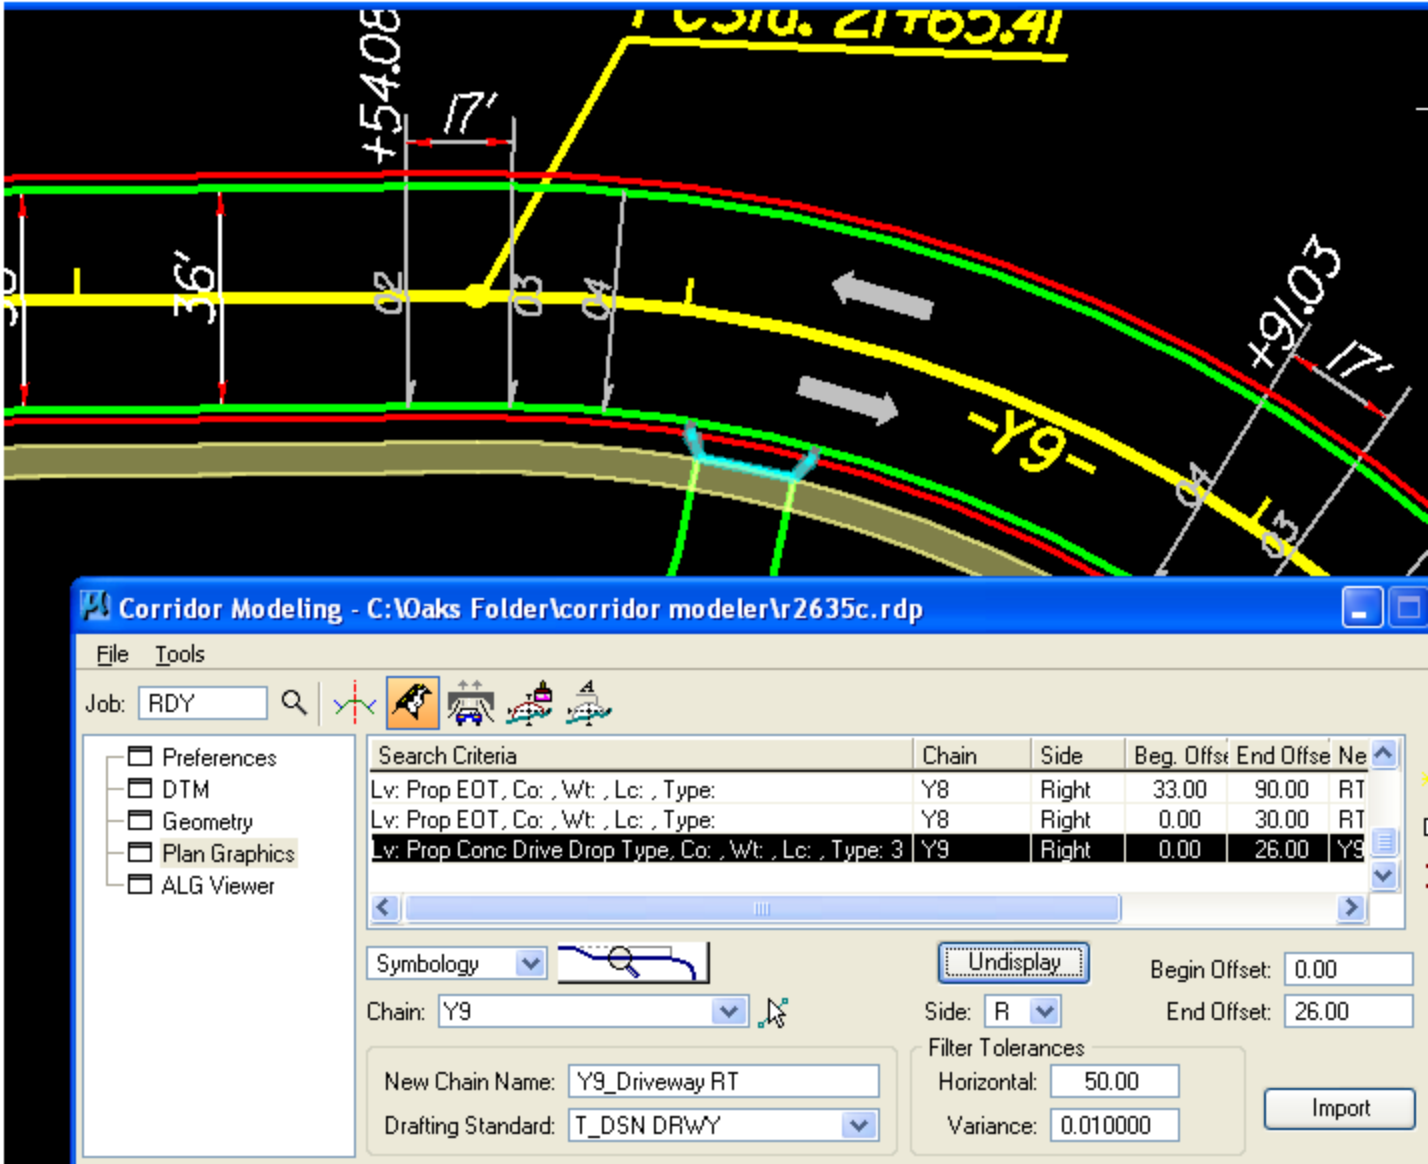 PCSta. 21+65.41
+54.08
17'
36'
02
03
04
+91.03
17'
-Y9-
04
03
Corridor Modeling - C:\Oaks Folder\corridor modeler\r2635c.rdp
File Tools
Job: RDY
Preferences
DTM
Geometry
Plan Graphics
ALG Viewer
Search Criteria Chain Side Beg. Offse End Offse Ne
Lv: Prop EOT, Co: , Wt: , Lc: , Type: Y8 Right 33.00 90.00 RT
Lv: Prop EOT, Co: , Wt: , Lc: , Type: Y8 Right 0.00 30.00 RT
Lv: Prop Conc Drive Drop Type, Co: , Wt: , Lc: , Type: 3 Y9 Right 0.00 26.00 Y9
Symbology Undisplay Begin Offset: 0.00
Chain: Y9 Side: R End Offset: 26.00
Filter Tolerances
New Chain Name: Y9_Driveway RT Horizontal: 50.00
Import
Drafting Standard: T_DSN DRWY Variance: 0.010000